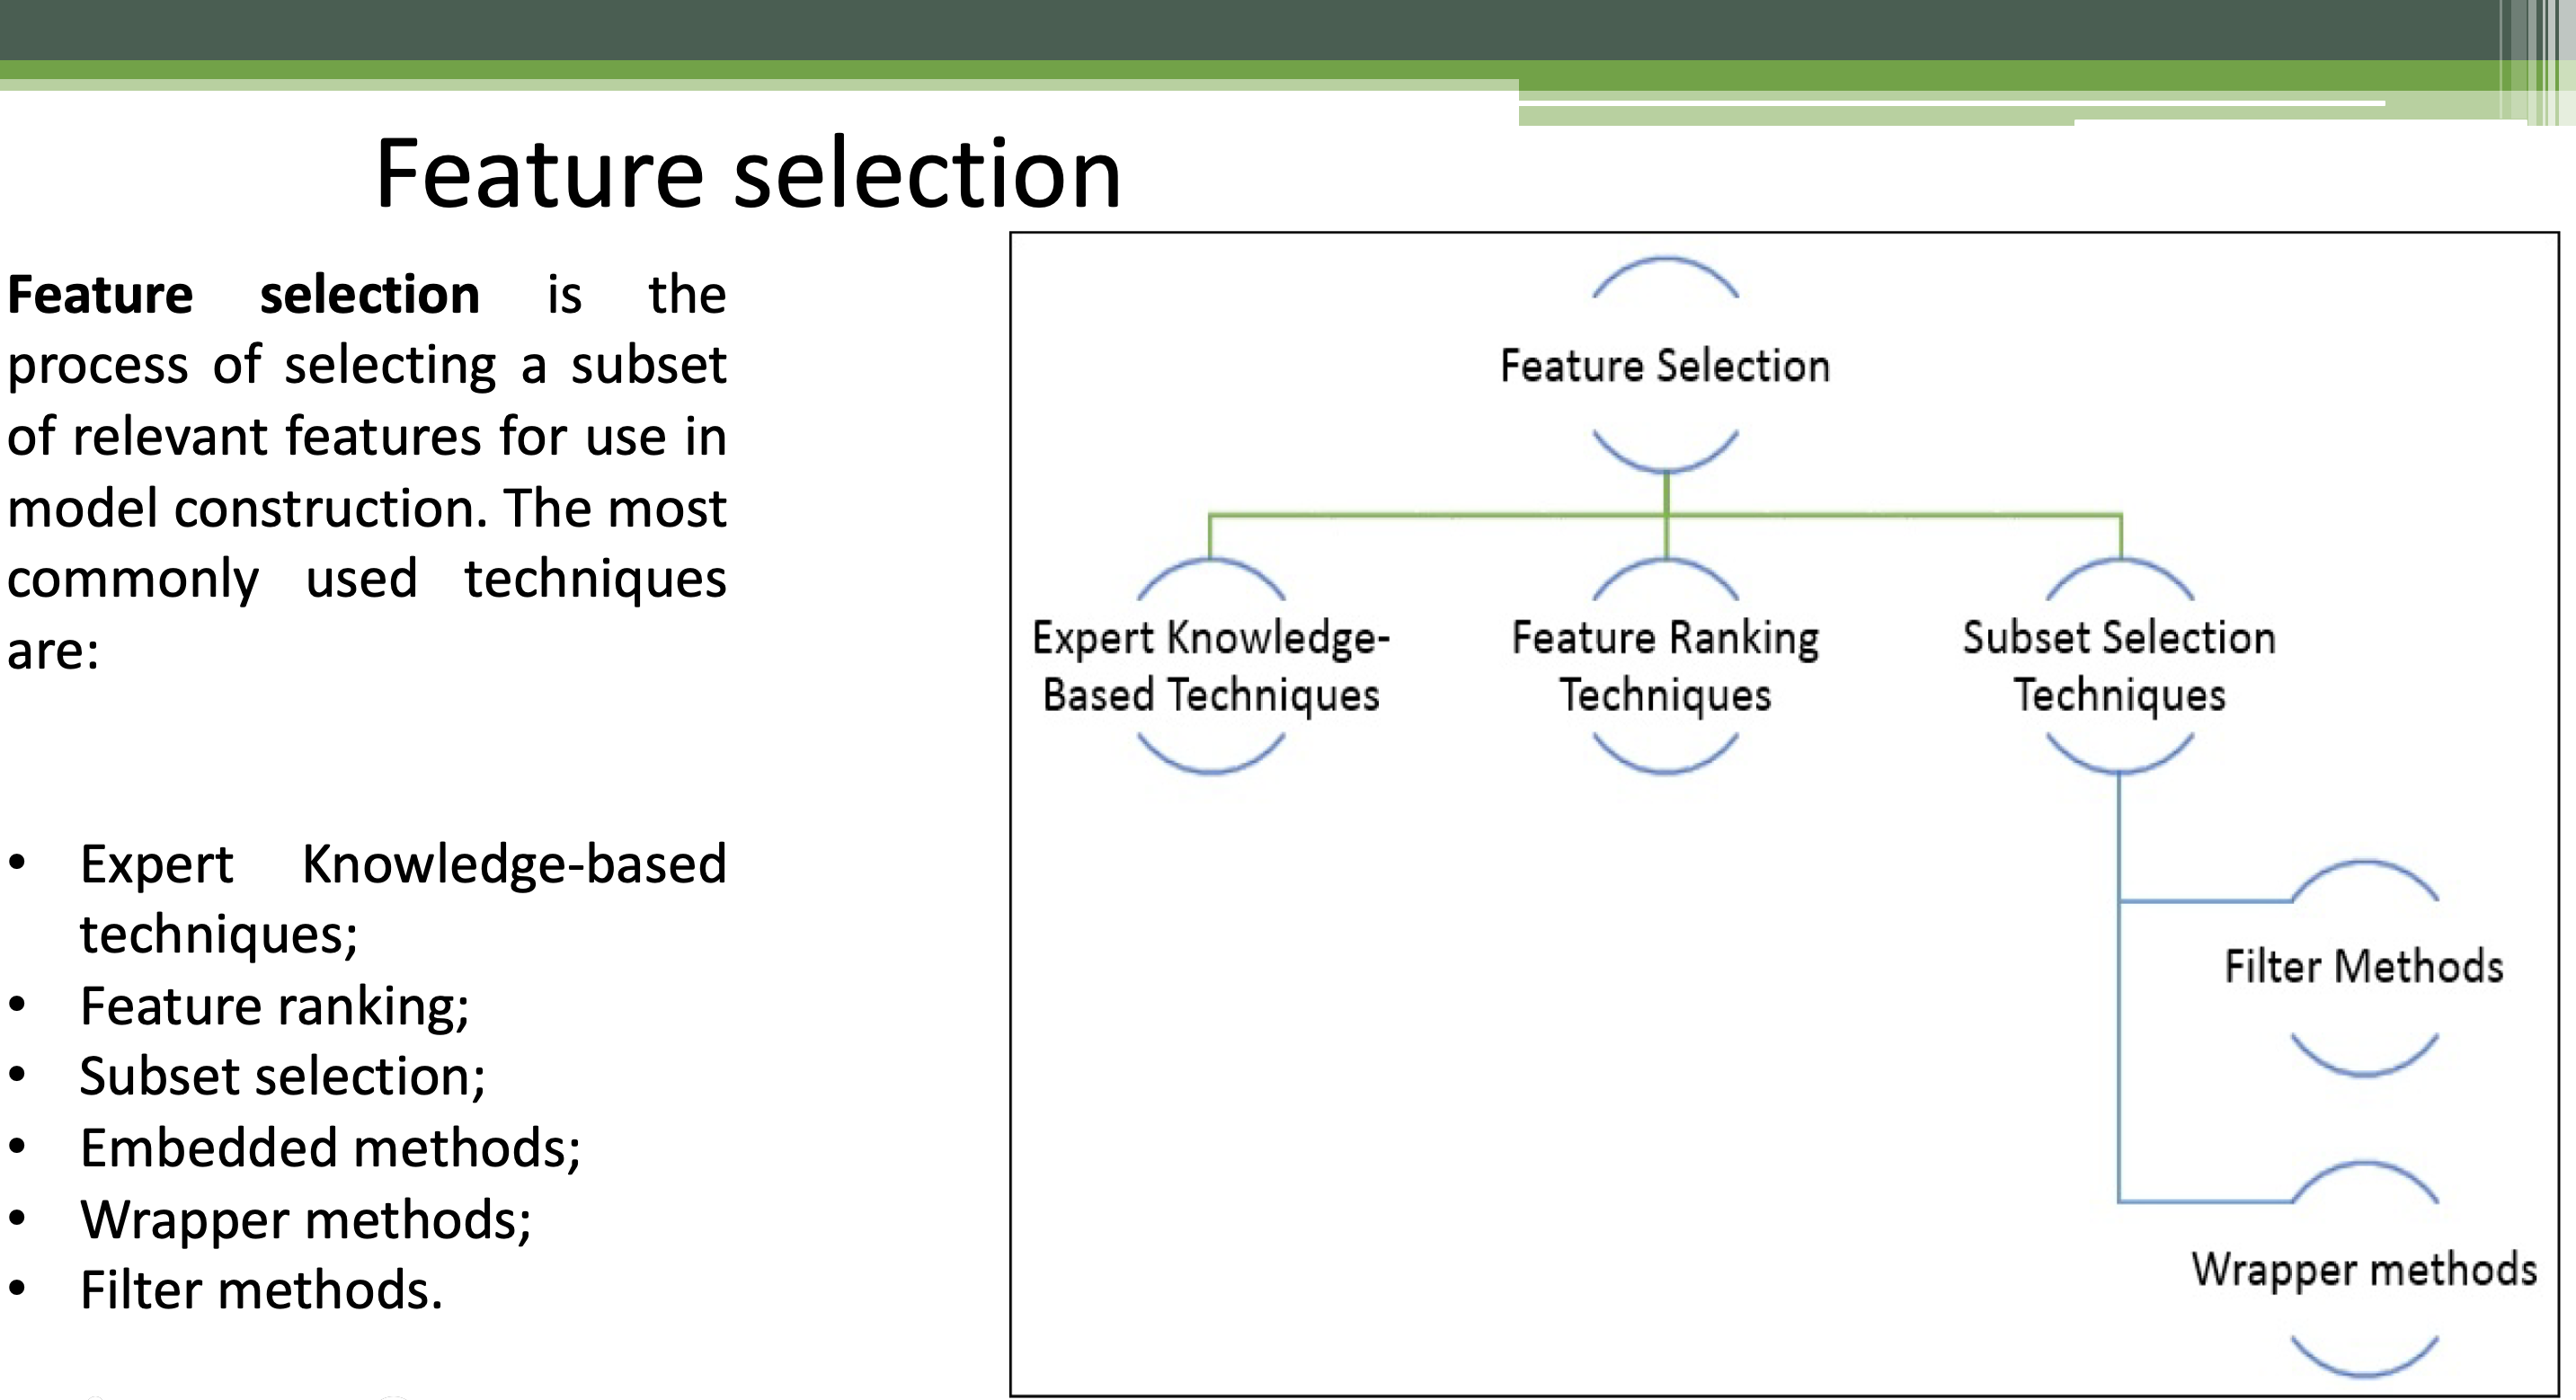 Feature selection
Feature selection is the
process of selecting a subset
of relevant features for use in
model construction. The most
commonly used techniques
are:
• Expert Knowledge-based
techniques;
• Feature ranking;
• Subset selection;
• Embedded methods;
• Wrapper methods;
• Filter methods.
Feature Selection
Expert Knowledge-
Based Techniques
Feature Ranking
Techniques
Subset Selection
Techniques
Filter Methods
Wrapper methods